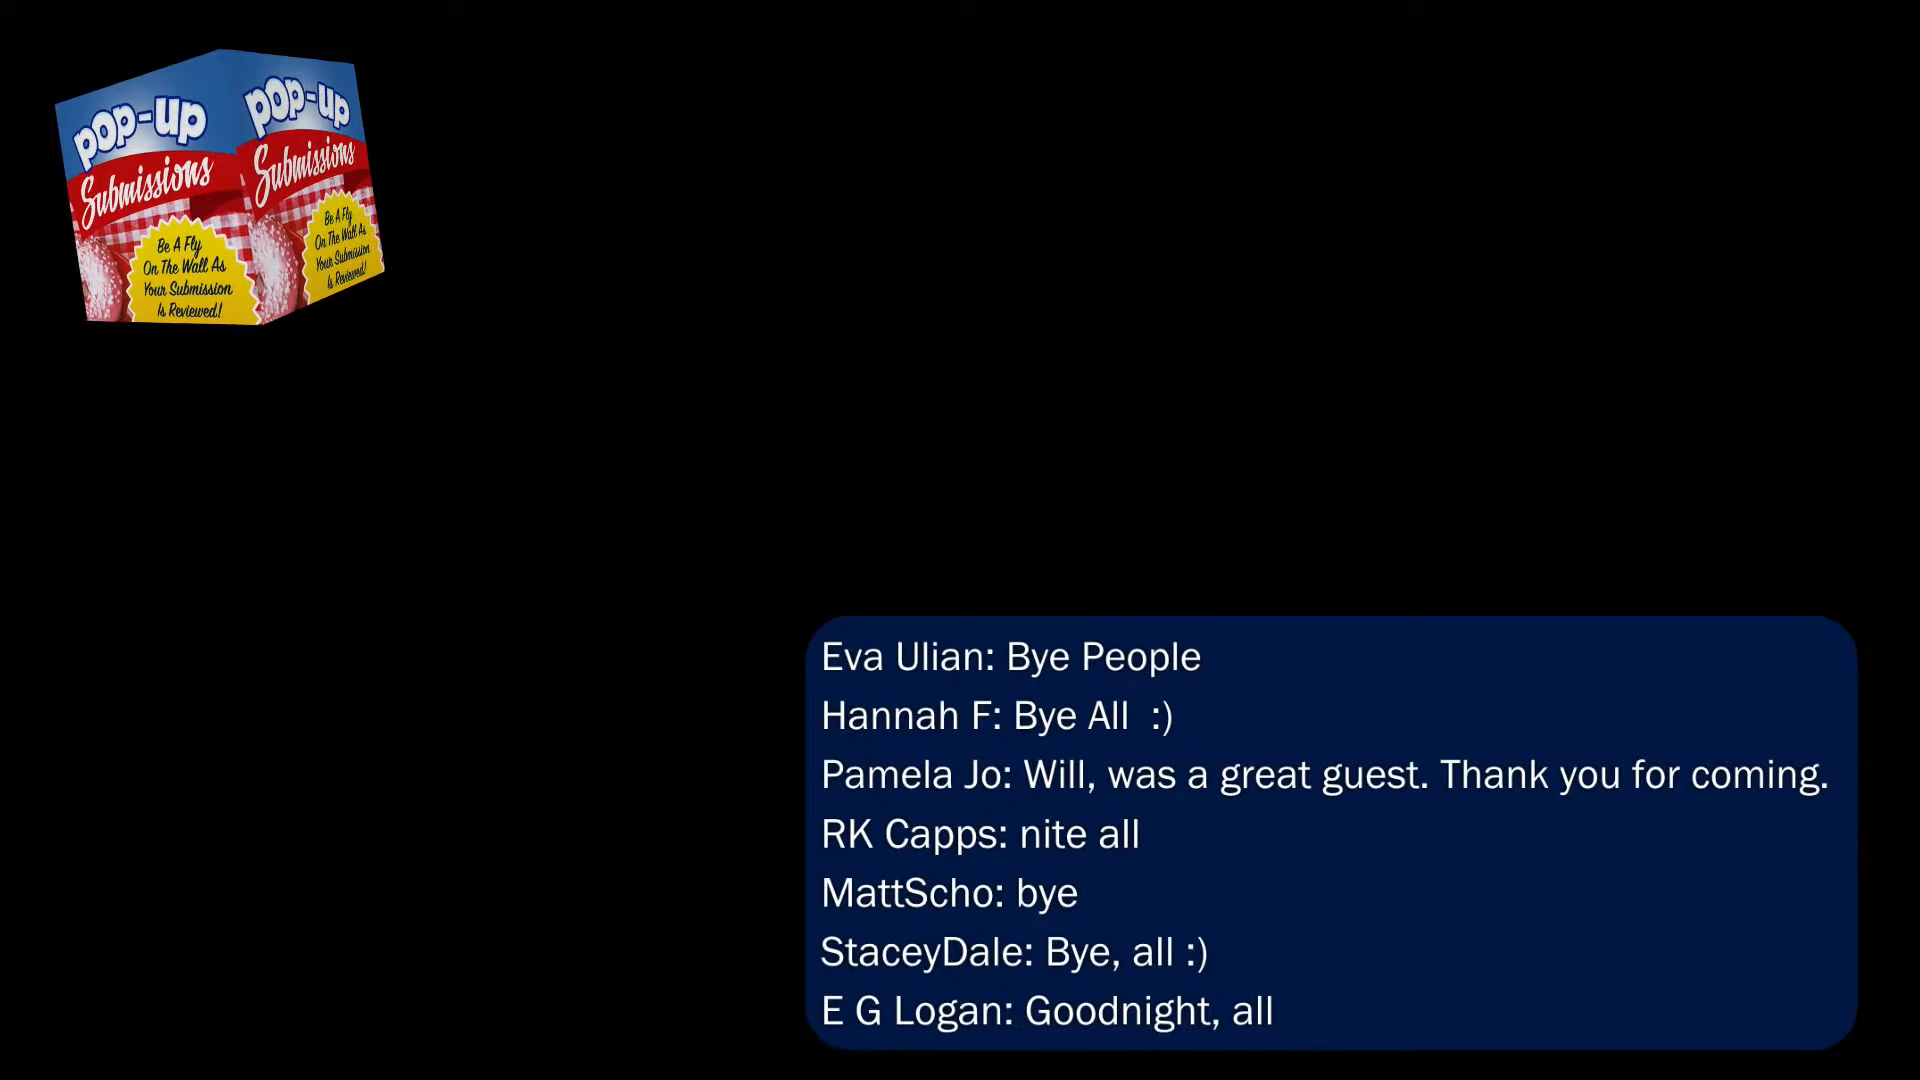 pop-up
Submissions
Be A Fly
On The Wall As
Your Submission
Is Reviewed!
pop-up
Submissions
Be A Fly
On The Wall As
Your Submission
Is Reviewed!
Eva Ulian: Bye People
Hannah F: Bye All  :)
Pamela Jo: Will, was a great guest. Thank you for coming.
RK Capps: nite all
MattScho: bye
StaceyDale: Bye, all :)
E G Logan: Goodnight, all